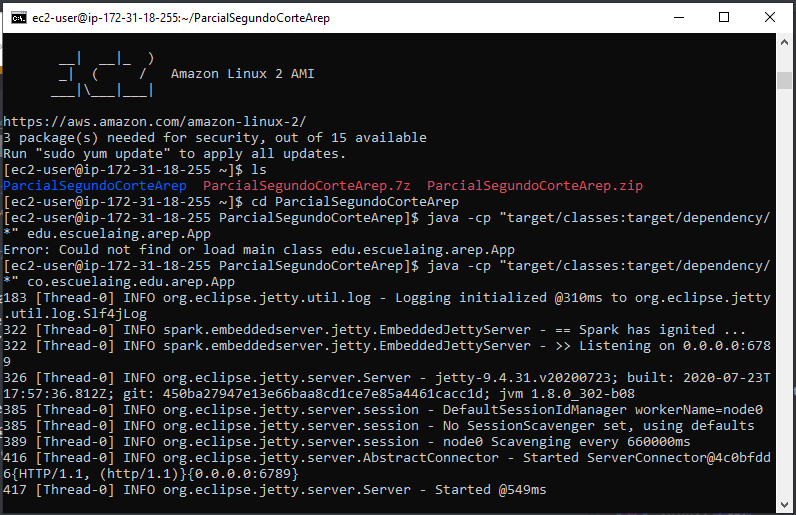 ec2-user@ip-172-31-18-255:~/ParcialSegundoCorteArep
       __|  __|_  )
       _|  (     /   Amazon Linux 2 AMI
      ___|\___|___|
https://aws.amazon.com/amazon-linux-2/
3 package(s) needed for security, out of 15 available
Run "sudo yum update" to apply all updates.
[ec2-user@ip-172-31-18-255 ~]$ ls
ParcialSegundoCorteArep  ParcialSegundoCorteArep.7z  ParcialSegundoCorteArep.zip
[ec2-user@ip-172-31-18-255 ~]$ cd ParcialSegundoCorteArep
[ec2-user@ip-172-31-18-255 ParcialSegundoCorteArep]$ java -cp "target/classes:target/dependency/
*" edu.escuelaing.arep.App
Error: Could not find or load main class edu.escuelaing.arep.App
[ec2-user@ip-172-31-18-255 ParcialSegundoCorteArep]$ java -cp "target/classes:target/dependency/
*" co.escuelaing.edu.arep.App
183 [Thread-0] INFO org.eclipse.jetty.util.log - Logging initialized @310ms to org.eclipse.jetty
.util.log.Slf4jLog
322 [Thread-0] INFO spark.embeddedserver.jetty.EmbeddedJettyServer - == Spark has ignited ...
322 [Thread-0] INFO spark.embeddedserver.jetty.EmbeddedJettyServer - >> Listening on 0.0.0.0:678
9
326 [Thread-0] INFO org.eclipse.jetty.server.Server - jetty-9.4.31.v20200723; built: 2020-07-23T
17:57:36.812Z; git: 450ba27947e13e66baa8cd1ce7e85a4461cacc1d; jvm 1.8.0_302-b08
385 [Thread-0] INFO org.eclipse.jetty.server.session - DefaultSessionIdManager workerName=node0
385 [Thread-0] INFO org.eclipse.jetty.server.session - No SessionScavenger set, using defaults
389 [Thread-0] INFO org.eclipse.jetty.server.session - node0 Scavenging every 660000ms
416 [Thread-0] INFO org.eclipse.jetty.server.AbstractConnector - Started ServerConnector@4c0bfdd
6{HTTP/1.1, (http/1.1)}{0.0.0.0:6789}
417 [Thread-0] INFO org.eclipse.jetty.server.Server - Started @549ms